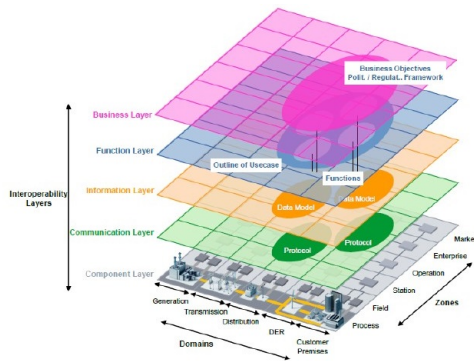 Business Objectives
Polit. / Regulat.. Framework
Business Layer
Function Layer
Outline of Usecase
Functions
Interoperability
Layers
Information Layer
Data Model
Data Model
Communication Layer
Protocol
Protocol
Component Layer
Market
Enterprise
Operation
Station
Field
Process
Zones
Generation
Transmission
Distribution
DER
Customer
Premises
Domains